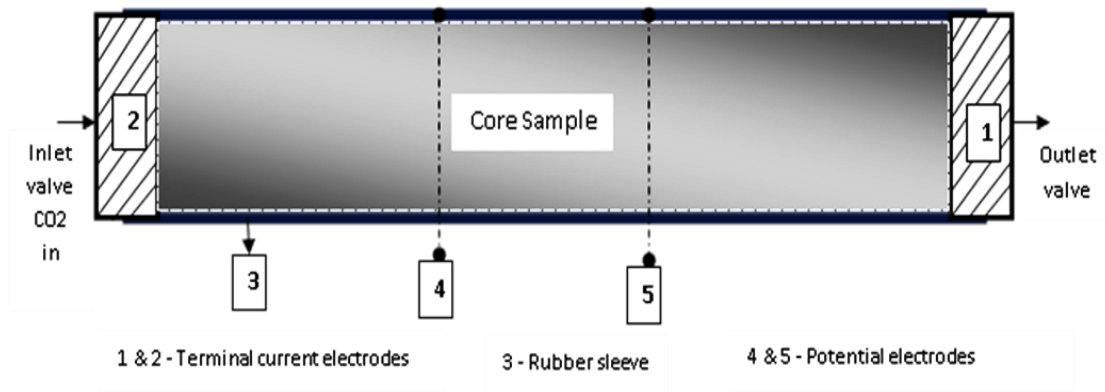 2
Core Sample
1
Inlet
valve
CO2
in
Outlet
valve
3
4
5
1 & 2 - Terminal current electrodes
3 - Rubber sleeve
4 & 5 - Potential electrodes